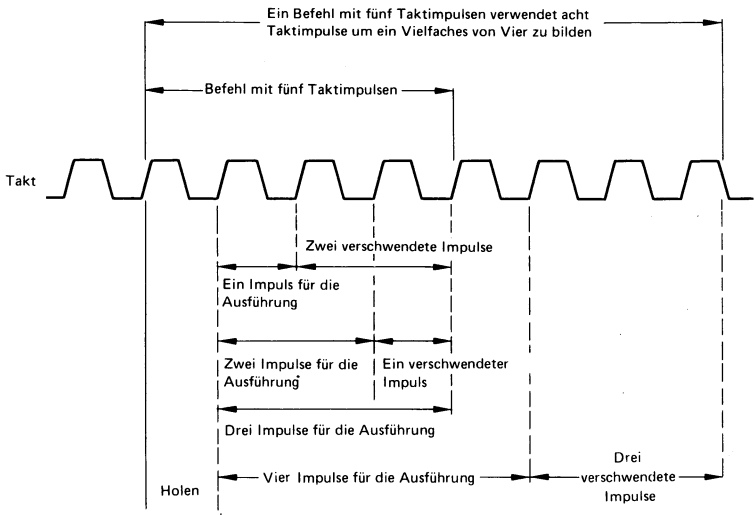 Ein Befehl mit fünf Taktimpulsen verwendet acht
Taktimpulse um ein Vielfaches von Vier zu bilden
Befehl mit fünf Taktimpulsen
Takt
Zwei verschwendete Impulse
Ein Impuls für die
Ausführung
Zwei Impulse für die
Ausführung
Ein verschwendeter
Impuls
Drei Impulse für die Ausführung
Vier Impulse für die Ausführung
Drei
verschwendete
Impulse
Holen